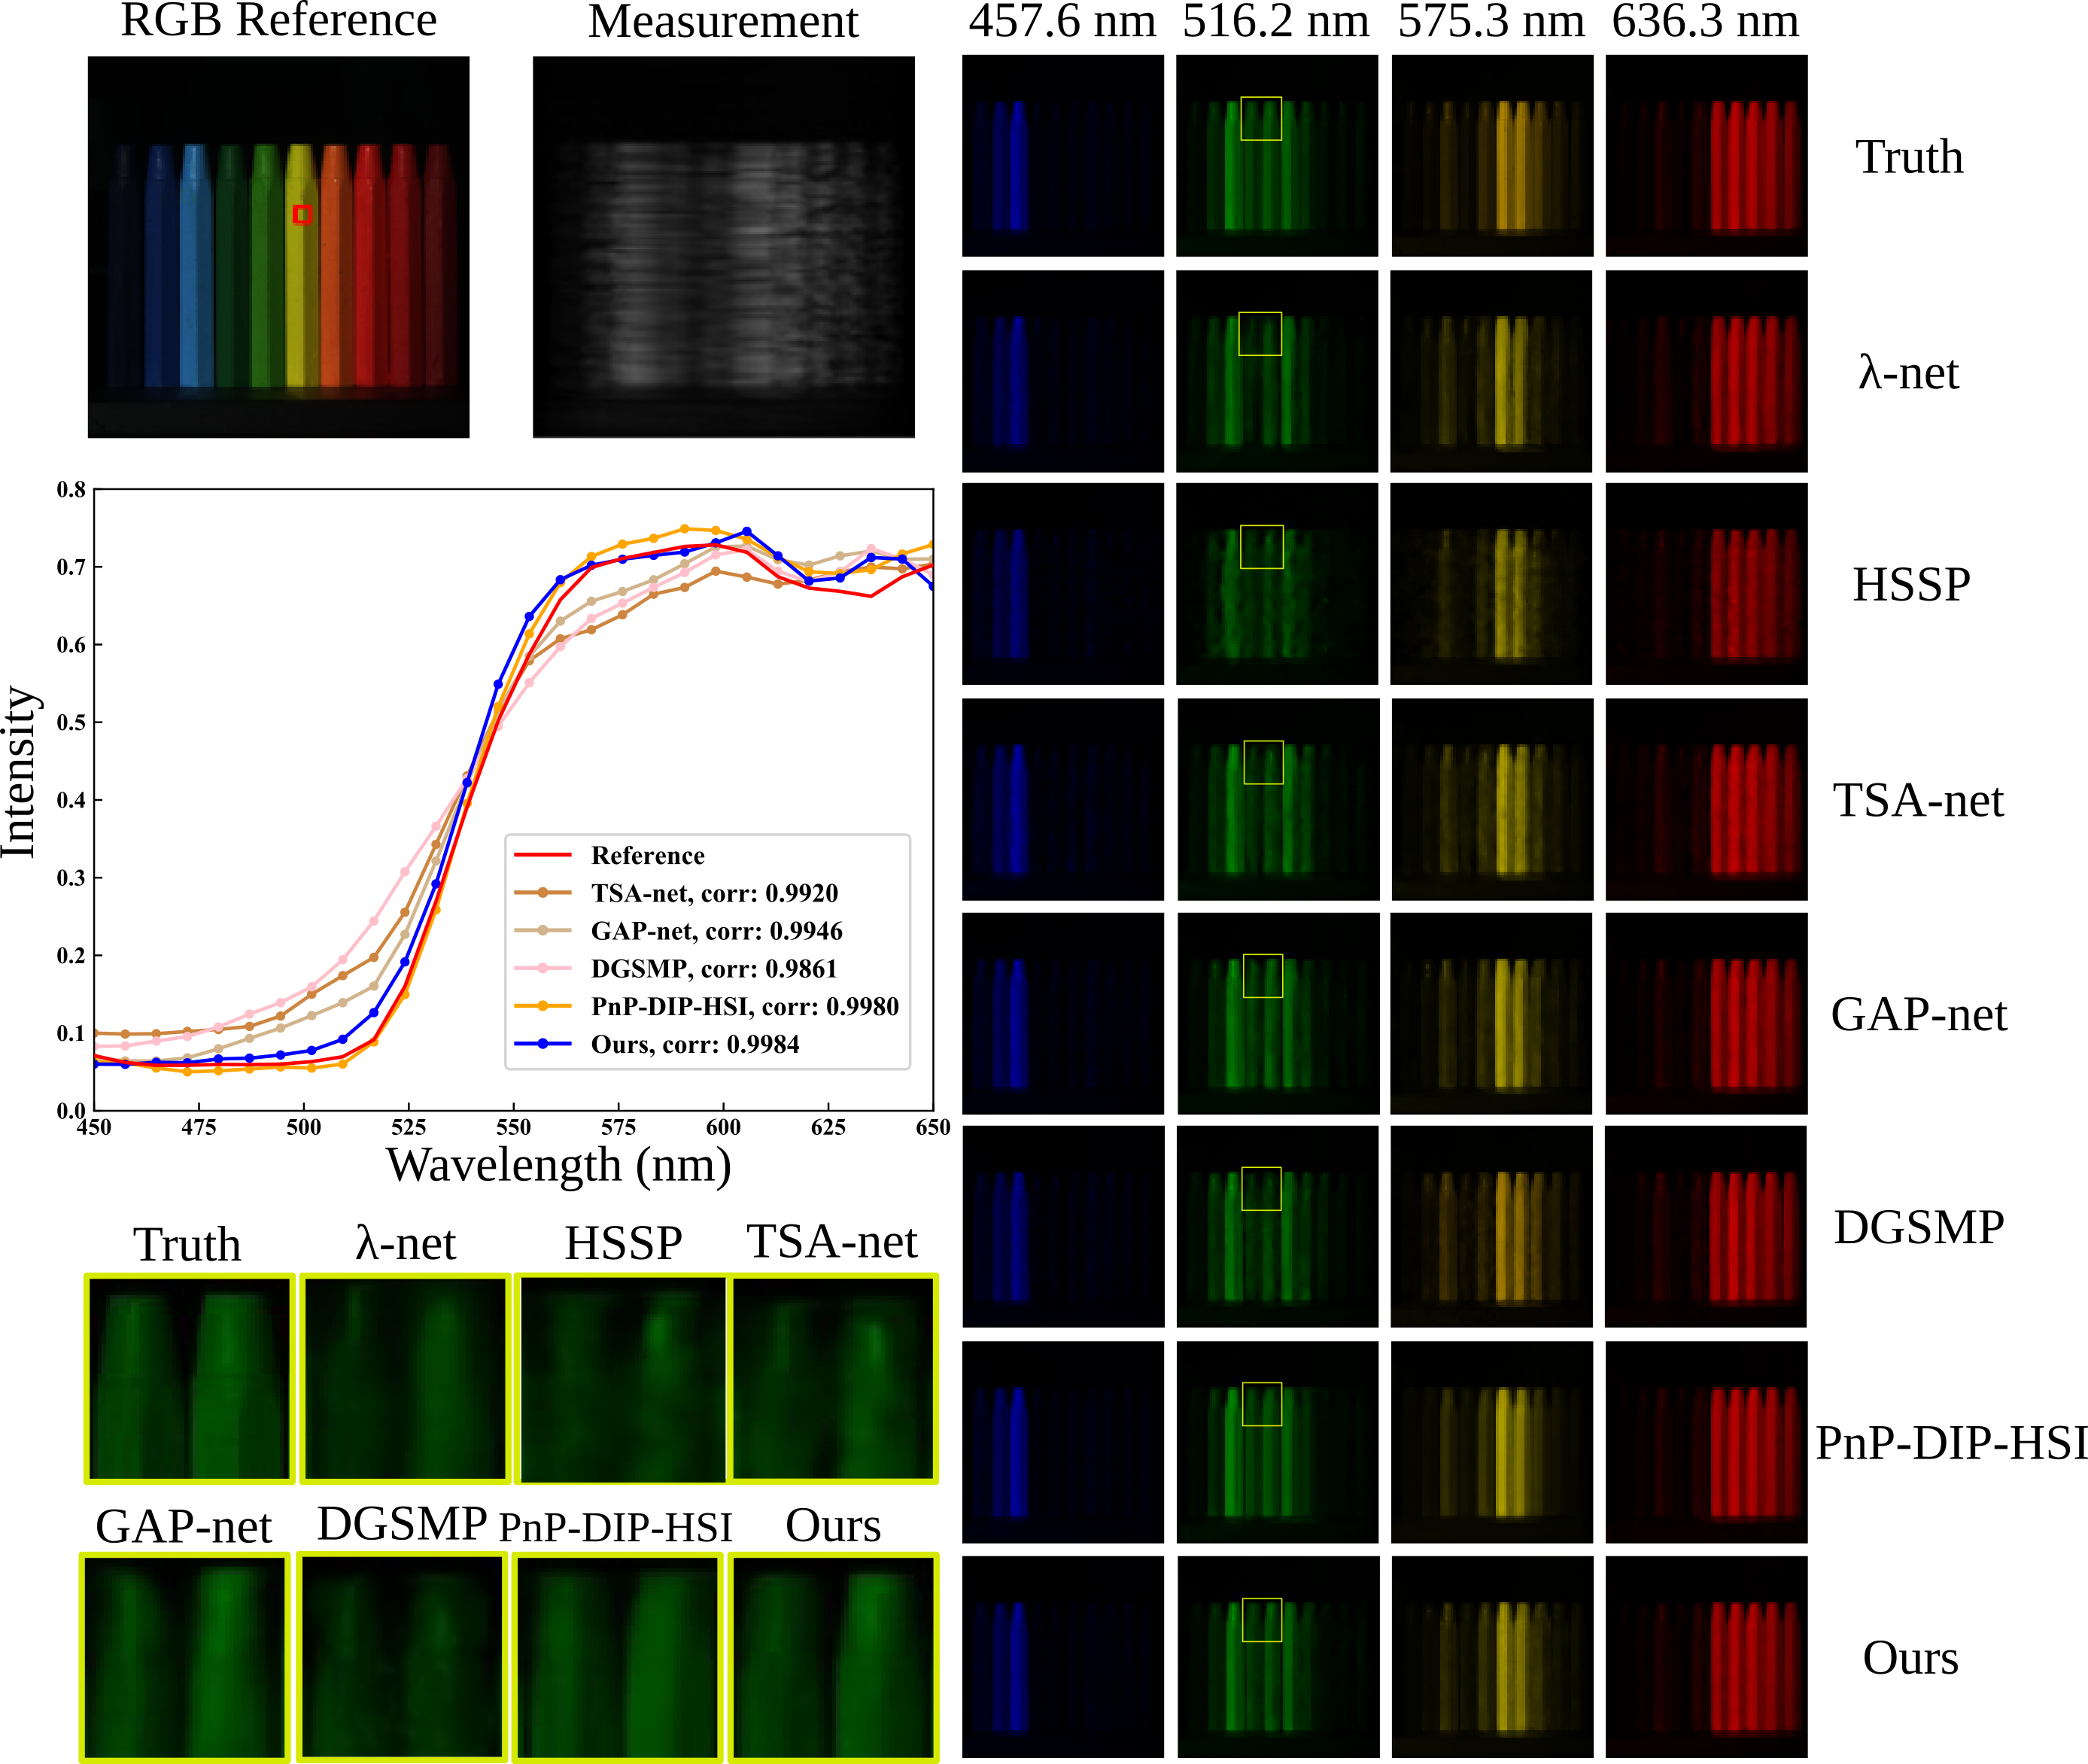 RGB Reference
Measurement
457.6 nm 516.2 nm 575.3 nm 636.3 nm
Truth
λ-net
HSSP
TSA-net
GAP-net
DGSMP
PnP-DIP-HSI
Ours
0.8
0.7
0.6
0.5
0.4
0.3
0.2
0.1
0.0
Intensity
Reference
TSA-net, corr: 0.9920
GAP-net, corr: 0.9946
DGSMP, corr: 0.9861
PnP-DIP-HSI, corr: 0.9980
Ours, corr: 0.9984
450 475 500 525 550 575 600 625 650
Wavelength (nm)
Truth λ-net HSSP TSA-net
GAP-net DGSMP PnP-DIP-HSI Ours